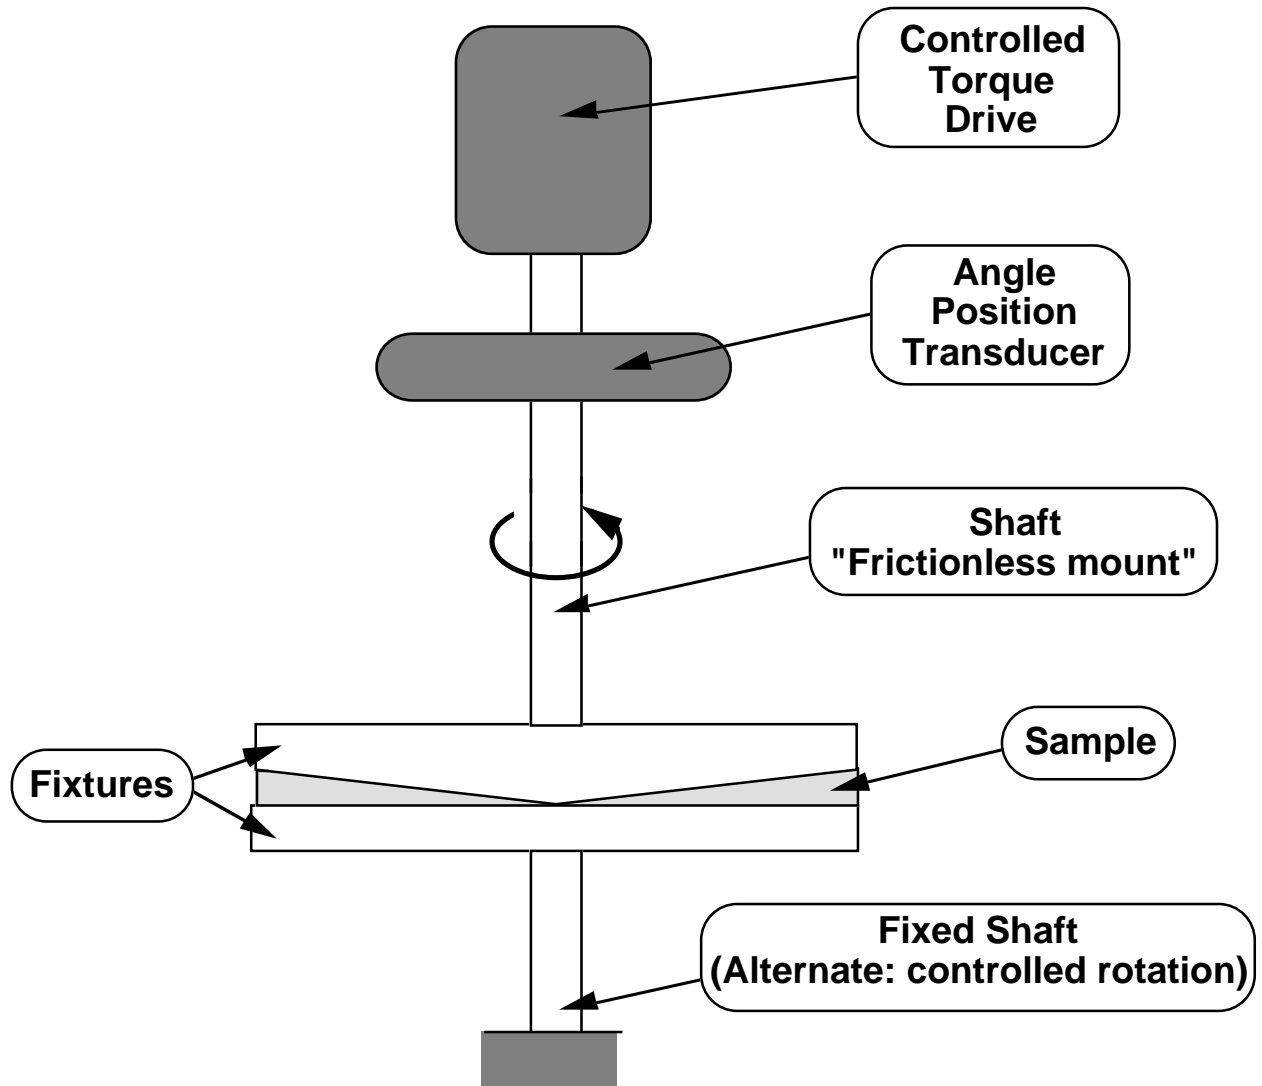 Controlled
Torque
Drive
Angle
Position
Transducer
Shaft
"Frictionless mount"
Sample
Fixtures
Fixed Shaft
(Alternate: controlled rotation)